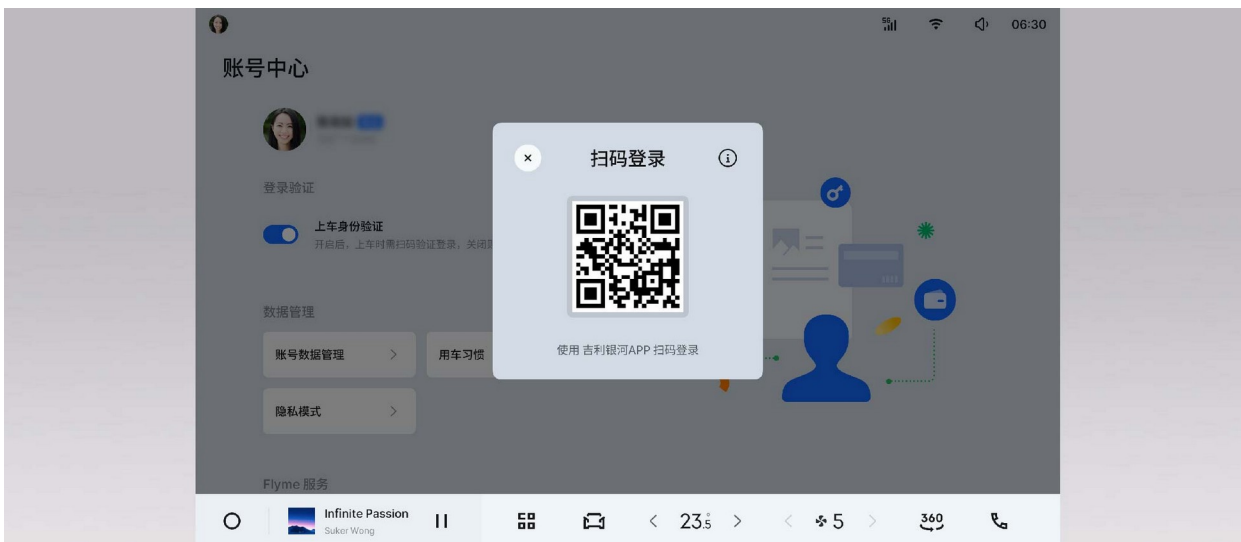 5G
06:30
账号中心
登录验证
上车身份验证
开启后，上车时需扫码验证登录，关闭
数据管理
账号数据管理
用车习惯
隐私模式
Flyme 服务
扫码登录
使用 吉利银河APP 扫码登录
Infinite Passion
Suker Wong
23.5°
5
360